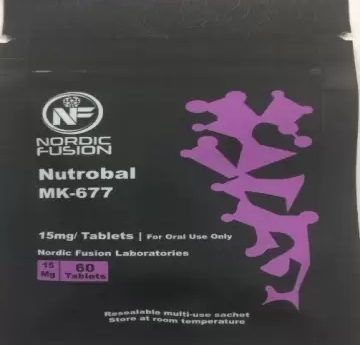 NF
NORDIC
FUSION
Nutrobal
MK-677
15mg/ Tablets | For Oral Use Only
Nordic Fusion Laboratories
15 Mg 60 Tablets
Resealable multi-use sachet
Store at room temperature